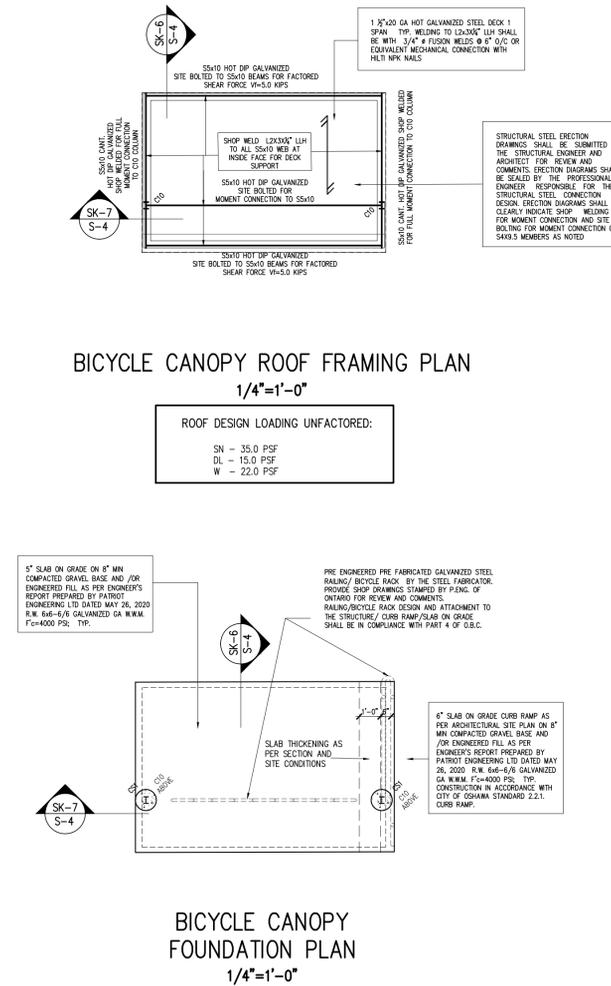 SK-6
S-4
1 ½"x20 GA HOT GALVANIZED STEEL DECK 1
SPAN TYP. WELDING TO L2x3X¼" LLH SHALL
BE WITH 3/4" ø FUSION WELDS @ 6" O/C OR
EQUIVALENT MECHANICAL CONNECTION WITH
HILTI NPK NAILS
S5x10 HOT DIP GALVANIZED
SITE BOLTED TO S5x10 BEAMS FOR FACTORED
SHEAR FORCE Vf=5.0 KIPS
S5x10 CANT.
HOT DIP GALVANIZED
SHOP WELDED FOR FULL
MOMENT CONNECTION
TO C10 COLUMN
SHOP WELD L2X3X¼" LLH
TO ALL S5x10 WEB AT
INSIDE FACE FOR DECK
SUPPORT
S5x10 HOT DIP GALVANIZED
SITE BOLTED FOR
MOMENT CONNECTION TO S5x10
C10
C10
S5x10 CANT. HOT DIP GALVANIZED SHOP WELDED
FOR FULL MOMENT CONNECTION TO C10 COLUMN
STRUCTURAL STEEL ERECTION
DRAWINGS SHALL BE SUBMITTED
THE STRUCTURAL ENGINEER AND
ARCHITECT FOR REVIEW AND
COMMENTS. ERECTION DIAGRAMS SHA
BE SEALED BY THE PROFESSIONAL
ENGINEER RESPONSIBLE FOR THE
STRUCTURAL STEEL CONNECTION
DESIGN. ERECTION DIAGRAMS SHALL
CLEARLY INDICATE SHOP WELDING
FOR MOMENT CONNECTION AND SITE
BOLTING FOR MOMENT CONNECTION
S4X9.5 MEMBERS AS NOTED
SK-7
S-4
S5x10 HOT DIP GALVANIZED
SITE BOLTED TO S5x10 BEAMS FOR FACTORED
SHEAR FORCE Vf=5.0 KIPS
BICYCLE CANOPY ROOF FRAMING PLAN
1/4"=1'-0"
ROOF DESIGN LOADING UNFACTORED:
SN - 35.0 PSF
DL - 15.0 PSF
W - 22.0 PSF
5" SLAB ON GRADE ON 8" MIN
COMPACTED GRAVEL BASE AND /OR
ENGINEERED FILL AS PER ENGINEER'S
REPORT PREPARED BY PATRIOT
ENGINEERING LTD DATED MAY 26, 2020
R.W. 6x6-6/6 GALVANIZED GA W.W.M.
F'c=4000 PSI; TYP.
PRE ENGINEERED PRE FABRICATED GALVANIZED STEEL
RAILING/ BICYCLE RACK BY THE STEEL FABRICATOR.
PROVIDE SHOP DRAWINGS STAMPED BY P.ENG. OF
ONTARIO FOR REVIEW AND COMMENTS.
RAILING/BICYCLE RACK DESIGN AND ATTACHMENT TO
THE STRUCTURE/ CURB RAMP/SLAB ON GRADE
SHALL BE IN COMPLIANCE WITH PART 4 OF O.B.C.
SK-6
S-4
1'-0"
6"
SLAB THICKENING AS
PER SECTION AND
SITE CONDITIONS
6" SLAB ON GRADE CURB RAMP AS
PER ARCHITECTURAL SITE PLAN ON 8"
MIN COMPACTED GRAVEL BASE AND
/OR ENGINEERED FILL AS PER
ENGINEER'S REPORT PREPARED BY
PATRIOT ENGINEERING LTD DATED MAY
26, 2020 R.W. 6x6-6/6 GALVANIZED
GA W.W.M. F'c=4000 PSI; TYP.
CONSTRUCTION IN ACCORDANCE WITH
CITY OF OSHAWA STANDARD 2.2.1.
CURB RAMP.
SK-7
S-4
CS1
C10
ABOVE
CS1
C10
ABOVE
BICYCLE CANOPY
FOUNDATION PLAN
1/4"=1'-0"